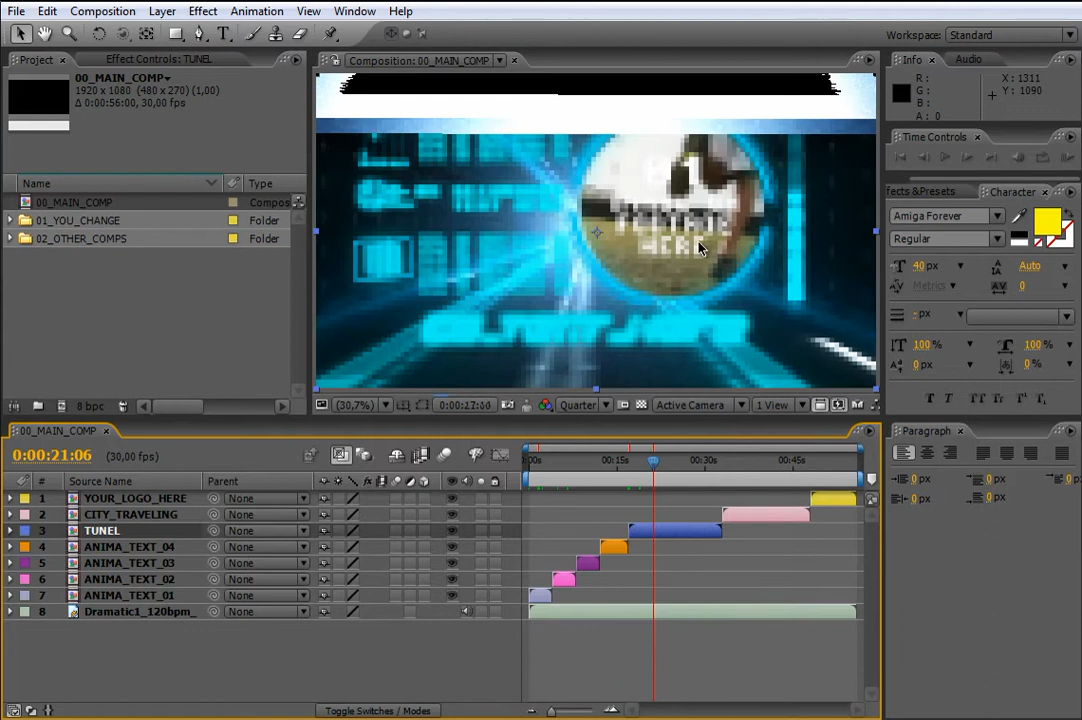 File Edit Composition Layer Effect Animation View Window Help
Workspace: Standard
Project Effect Controls: TUNEL
Composition: 00_MAIN_COMP
Info Audio
00_MAIN_COMP
1920 x 1080 (480 x 270) (1,00)
Δ 0:00:56:00, 30,00 fps
R :
G :
B :
A : 0
X : 1311
Y : 1090
Time Controls
Name Type
00_MAIN_COMP Compos
01_YOU_CHANGE Folder
02_OTHER_COMPS Folder
HERE
ffects&Presets Character
Amiga Forever
Regular
40 px Auto
Metrics 0
- px
100 % 100 %
0 px 0 %
T T TT Tt
8 bpc
(30,7%) Quarter Active Camera 1 View
00_MAIN_COMP
0:00:21:06 (30,00 fps)
:00s 00:15s 00:30s 00:45s
# Source Name Parent
1 YOUR_LOGO_HERE None
2 CITY_TRAVELING None
3 TUNEL None
4 ANIMA_TEXT_04 None
5 ANIMA_TEXT_03 None
6 ANIMA_TEXT_02 None
7 ANIMA_TEXT_01 None
8 Dramatic1_120bpm_ None
Paragraph
0 px 0 px 0 px
0 px 0 px
Toggle Switches / Modes